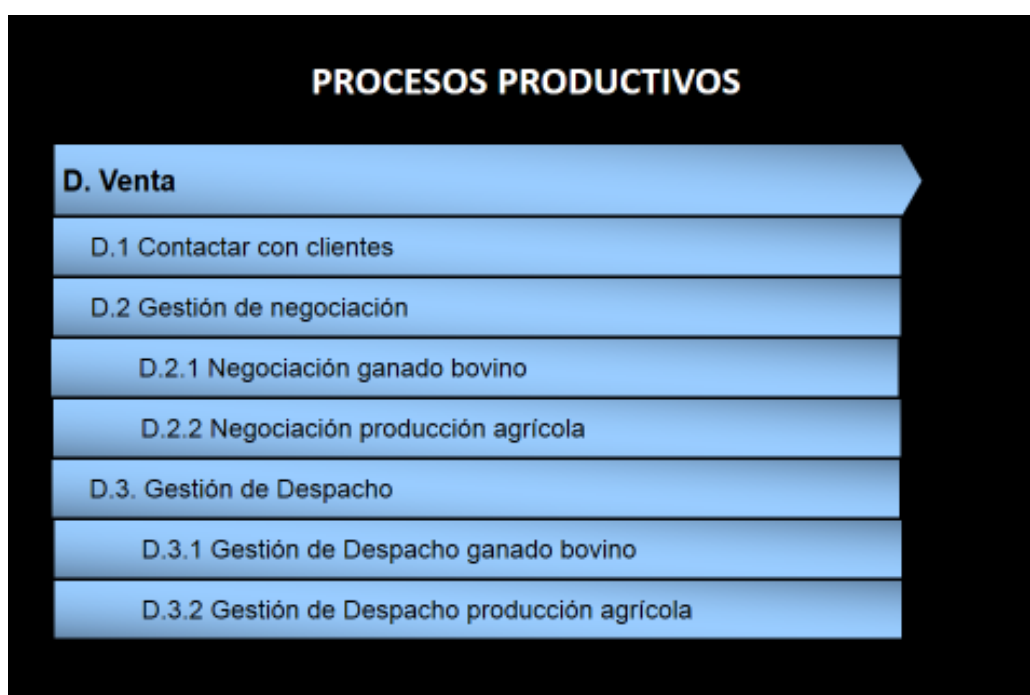 PROCESOS PRODUCTIVOS
D. Venta
D.1 Contactar con clientes
D.2 Gestión de negociación
D.2.1 Negociación ganado bovino
D.2.2 Negociación producción agrícola
D.3. Gestión de Despacho
D.3.1 Gestión de Despacho ganado bovino
D.3.2 Gestión de Despacho producción agrícola